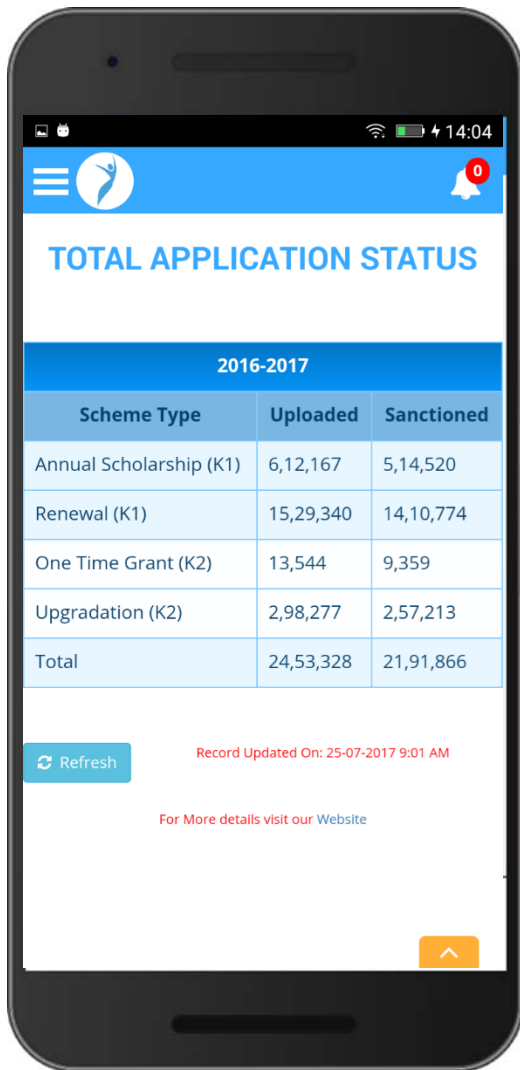 14:04
0
TOTAL APPLICATION STATUS
2016-2017
Scheme Type Uploaded Sanctioned
Annual Scholarship (K1) 6,12,167 5,14,520
Renewal (K1) 15,29,340 14,10,774
One Time Grant (K2) 13,544 9,359
Upgradation (K2) 2,98,277 2,57,213
Total 24,53,328 21,91,866
Refresh Record Updated On: 25-07-2017 9:01 AM
For More details visit our Website